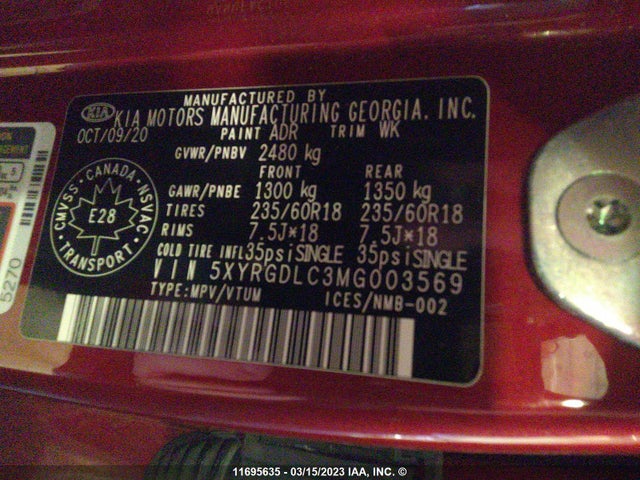 MANUFACTURED BY
KIA KIA MOTORS MANUFACTURING GEORGIA, INC.
OCT/09/20 PAINT ADR TRIM WK
GVWR/PNBV 2480 kg
FRONT REAR
GAWR/PNBE 1300 kg 1350 kg
TIRES 235/60R18 235/60R18
RIMS 7.5J×18 7.5J×18
COLD TIRE INFL 35psiSINGLE 35psiSINGLE
VIN 5XYRGDLC3MG003569
TYPE:MPV/VTUM ICES/NMB-002
CMVSS • CANADA • NSVAC • TRANSPORT •
E28
5270
11695635 - 03/15/2023 IAA, INC. ©